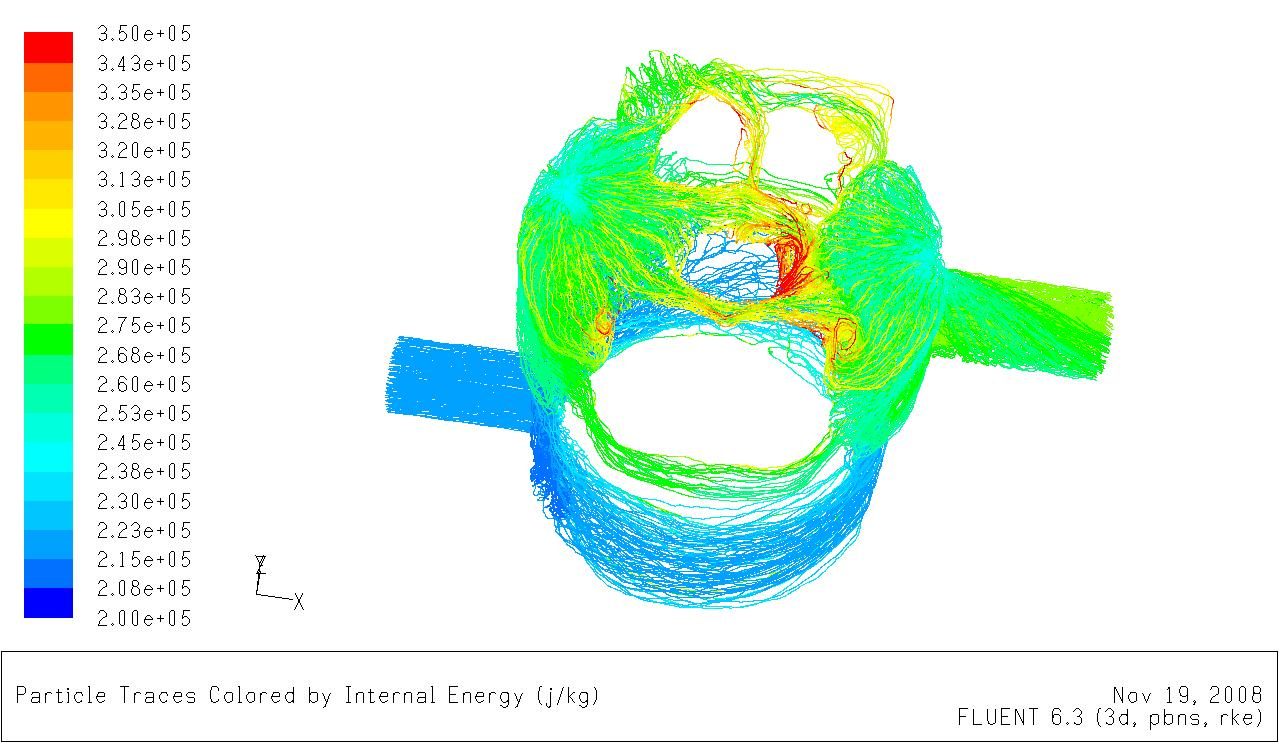 3.50e+05
3.43e+05
3.35e+05
3.28e+05
3.20e+05
3.13e+05
3.05e+05
2.98e+05
2.90e+05
2.83e+05
2.75e+05
2.68e+05
2.60e+05
2.53e+05
2.45e+05
2.38e+05
2.30e+05
2.23e+05
2.15e+05
2.08e+05
2.00e+05
X
Particle Traces Colored by Internal Energy (j/kg)
Nov 19, 2008
FLUENT 6.3 (3d, pbns, rke)